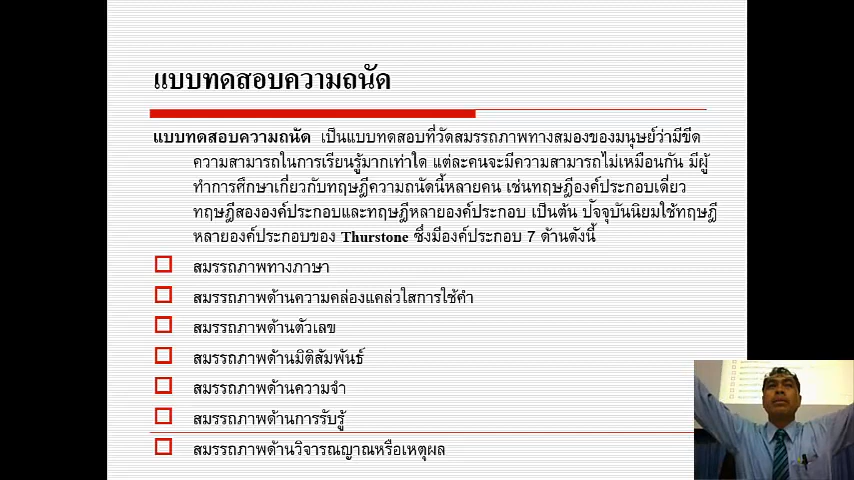 แบบทดสอบความถนัด
แบบทดสอบความถนัด เป็นแบบทดสอบที่วัดสมรรถภาพทางสมองของมนุษย์ว่ามีขีด
ความสามารถในการเรียนรู้มากเท่าใด แต่ละคนจะมีความสามารถไม่เหมือนกัน มีผู้
ทำการศึกษาเกี่ยวกับทฤษฎีความถนัดนี้หลายคน เช่นทฤษฎีองค์ประกอบเดี่ยว
ทฤษฎีสององค์ประกอบและทฤษฎีหลายองค์ประกอบ เป็นต้น ปัจจุบันนิยมใช้ทฤษฎี
หลายองค์ประกอบของ Thurstone ซึ่งมีองค์ประกอบ 7 ด้านดังนี้
สมรรถภาพทางภาษา
สมรรถภาพด้านความคล่องแคล่วใสการใช้คำ
สมรรถภาพด้านตัวเลข
สมรรถภาพด้านมิติสัมพันธ์
สมรรถภาพด้านความจำ
สมรรถภาพด้านการรับรู้
สมรรถภาพด้านวิจารณญาณหรือเหตุผล